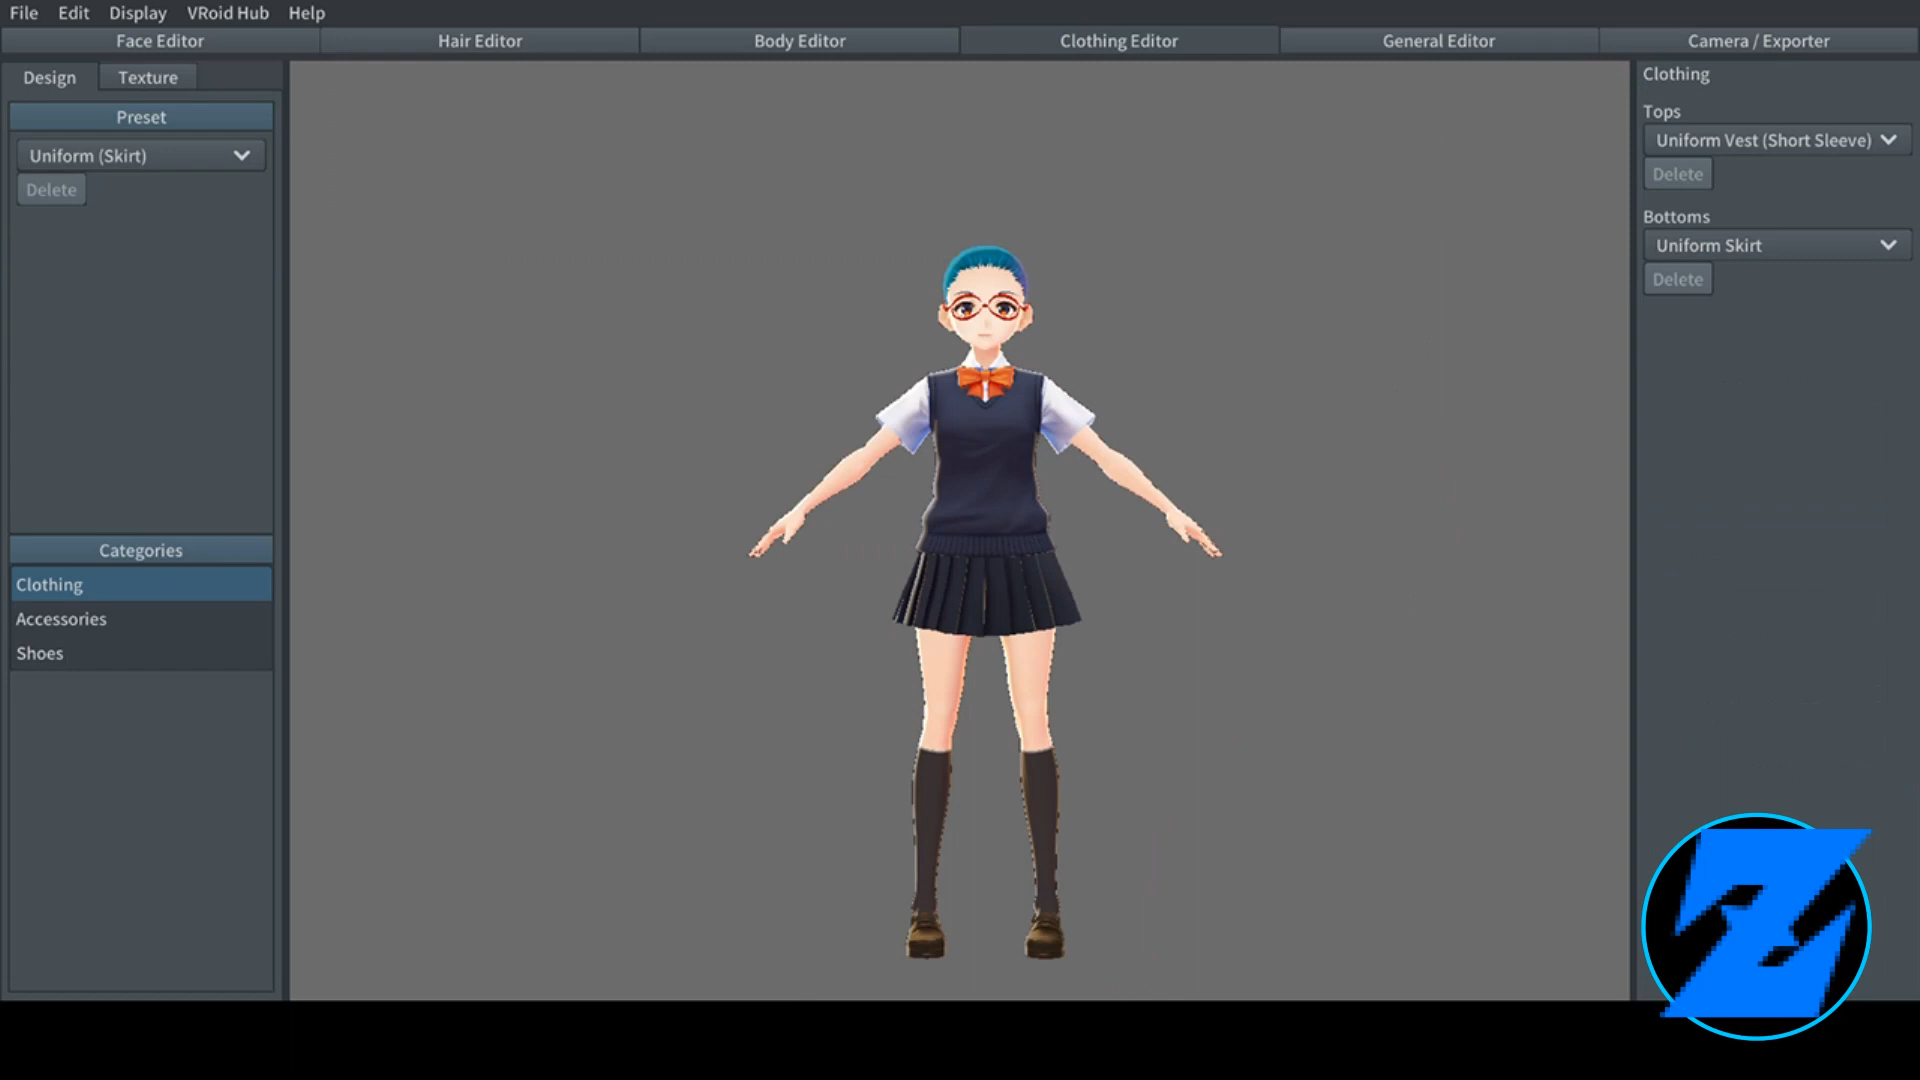 File Edit Display VRoid Hub Help
Face Editor Hair Editor Body Editor Clothing Editor General Editor Camera / Exporter
Design Texture
Preset
Uniform (Skirt)
Delete
Categories
Clothing
Accessories
Shoes
Clothing
Tops
Uniform Vest (Short Sleeve)
Delete
Bottoms
Uniform Skirt
Delete
Z